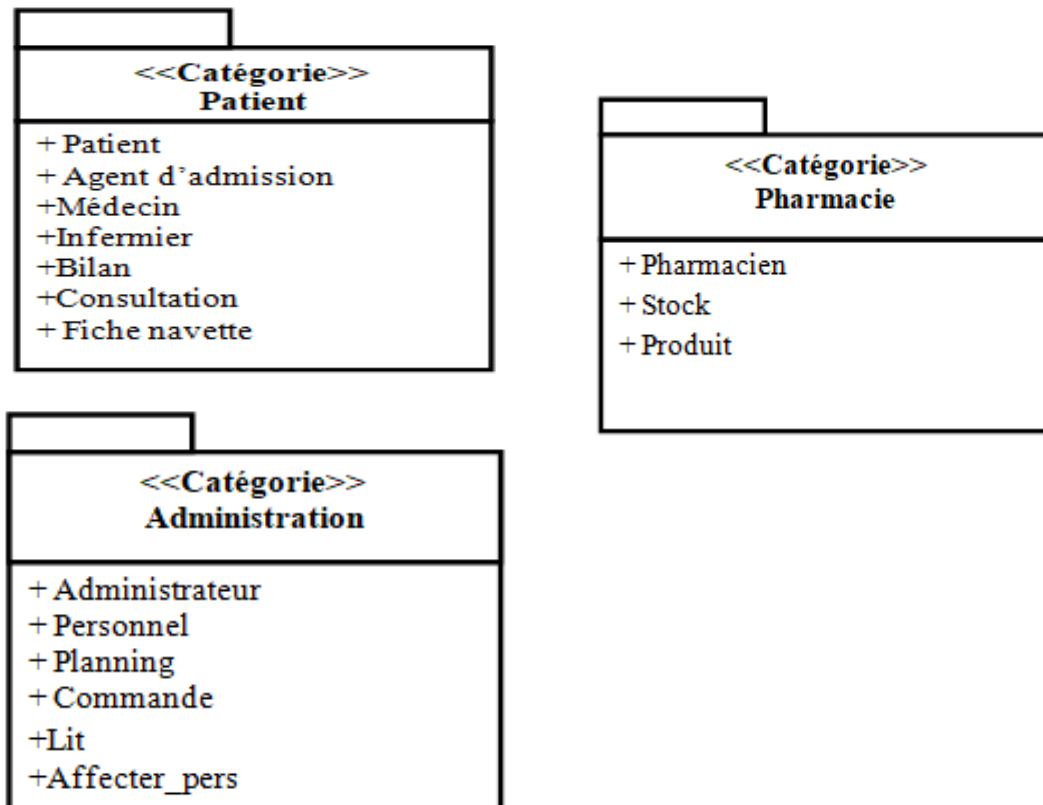 <<Catégorie>>
Patient
+ Patient
+ Agent d’admission
+Médecin
+Infermier
+Bilan
+Consultation
+ Fiche navette
<<Catégorie>>
Pharmacie
+ Pharmacien
+ Stock
+ Produit
<<Catégorie>>
Administration
+ Administrateur
+ Personnel
+ Planning
+ Commande
+Lit
+Affecter_pers